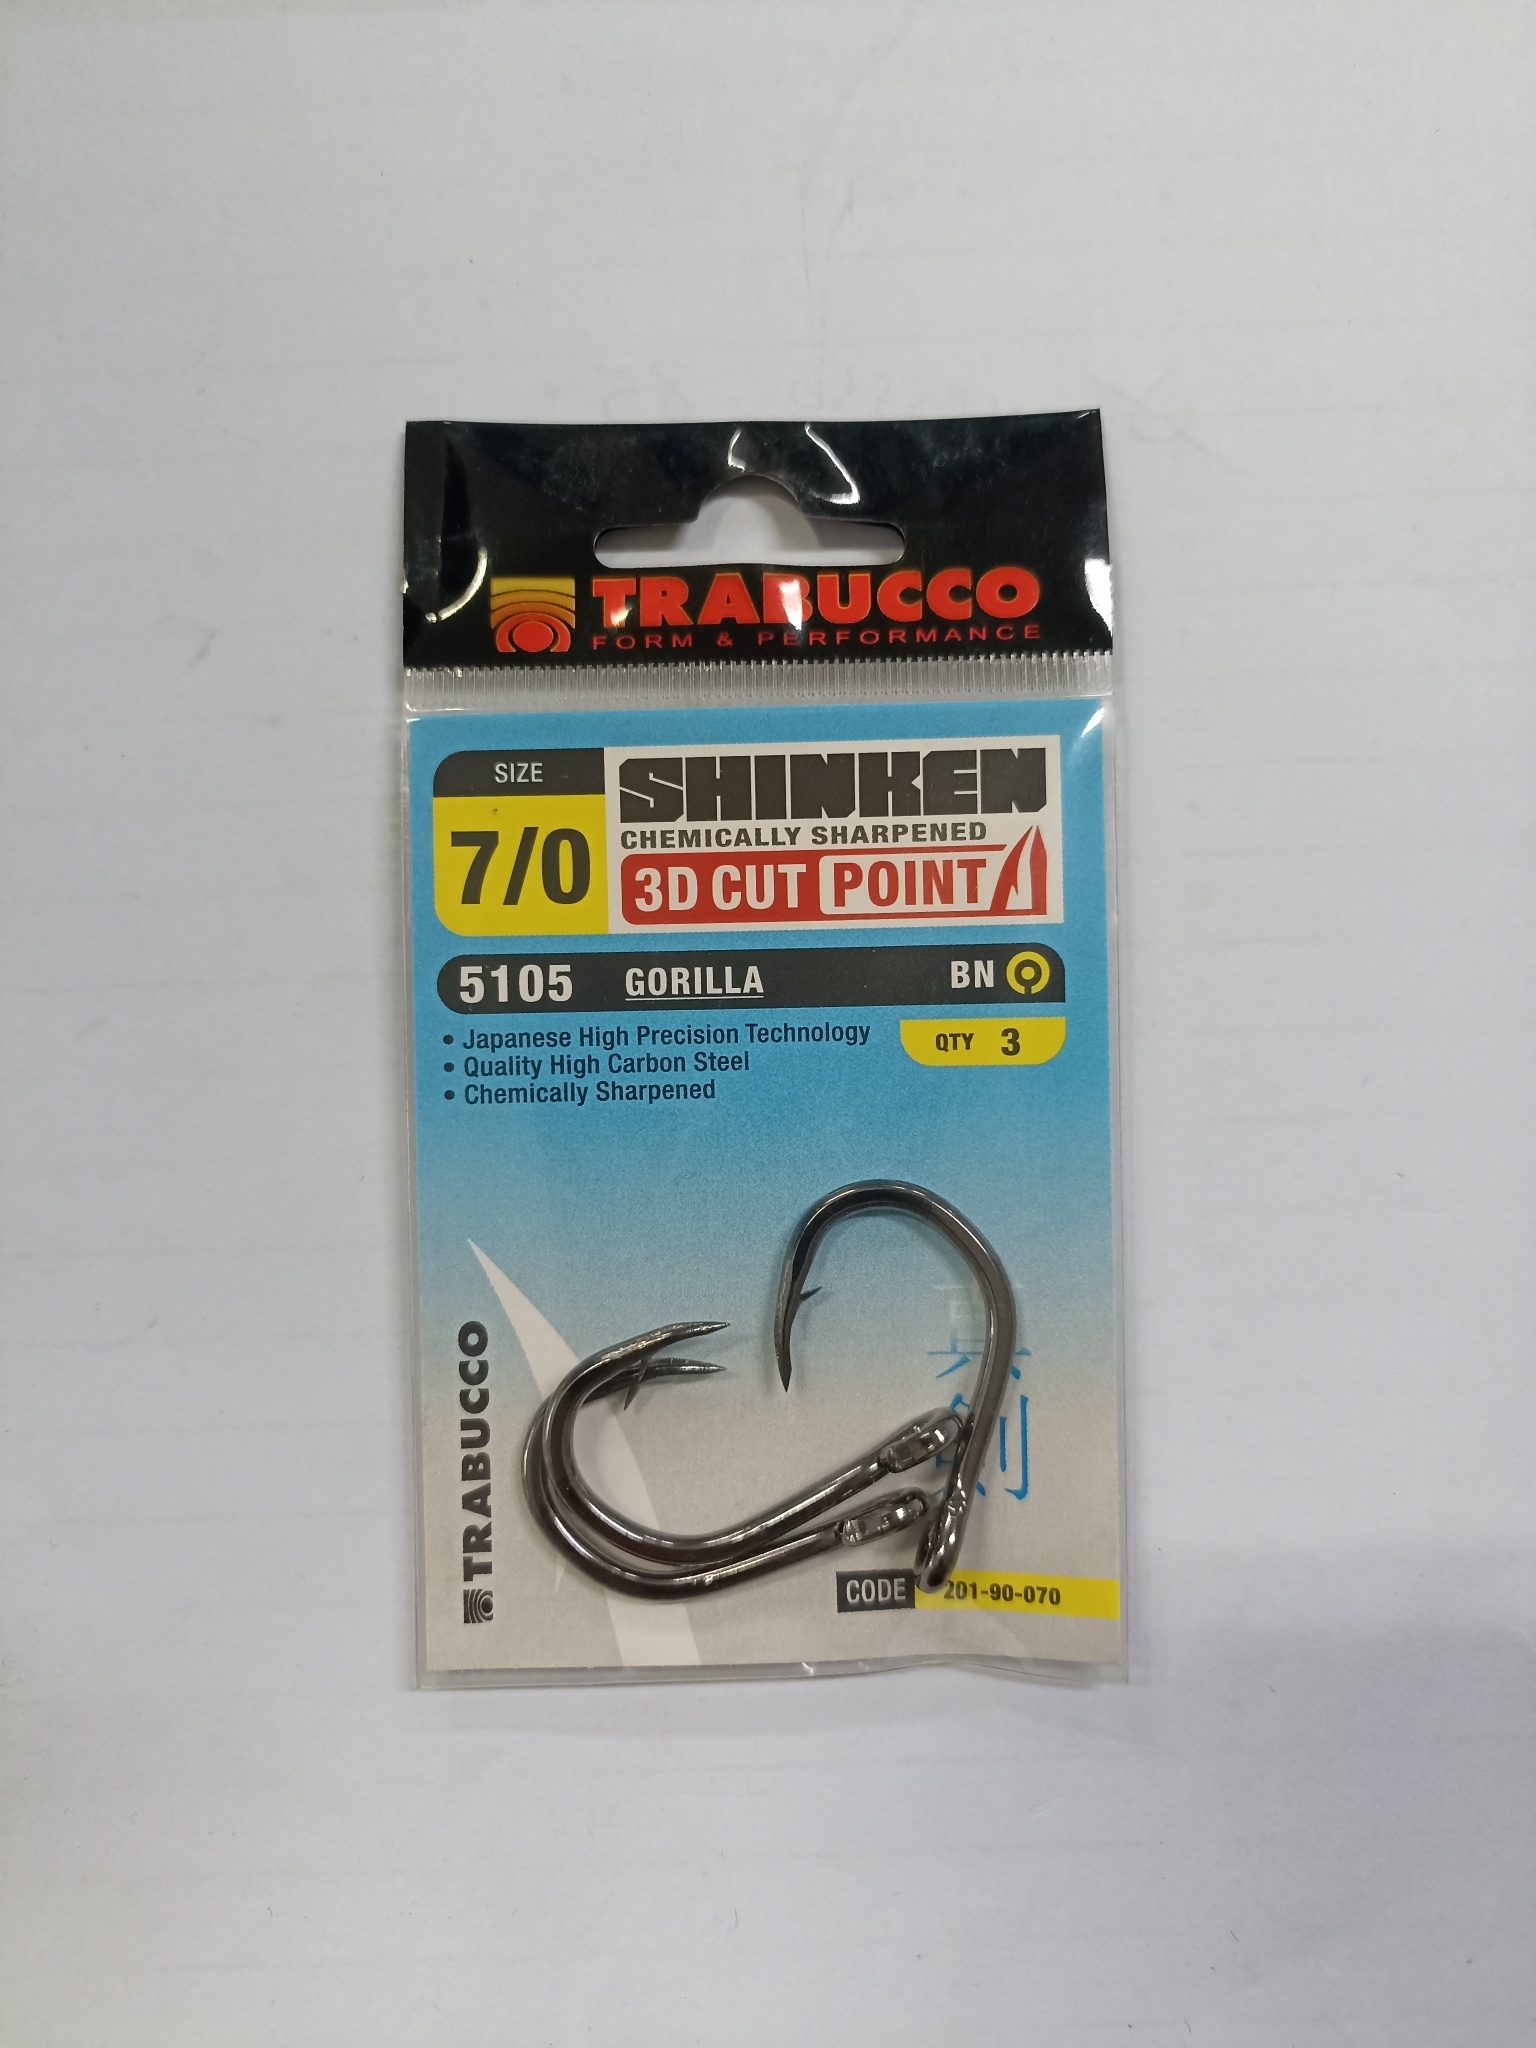 TRABUCCO
FORM & PERFORMANCE
SIZE
7/0
SHINKEN
CHEMICALLY SHARPENED
3D CUT POINT
5105 GORILLA BN
• Japanese High Precision Technology
• Quality High Carbon Steel
• Chemically Sharpened
QTY 3
TRABUCCO
CODE 201-90-070